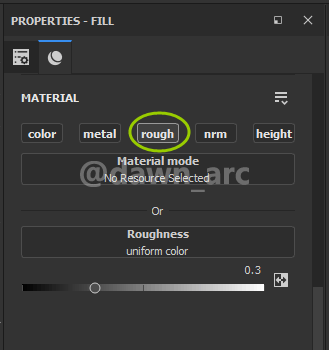 PROPERTIES - FILL
MATERIAL
color metal rough nrm height
Material mode
No Resource Selected
@dawn_arc
Or
Roughness
uniform color
0.3